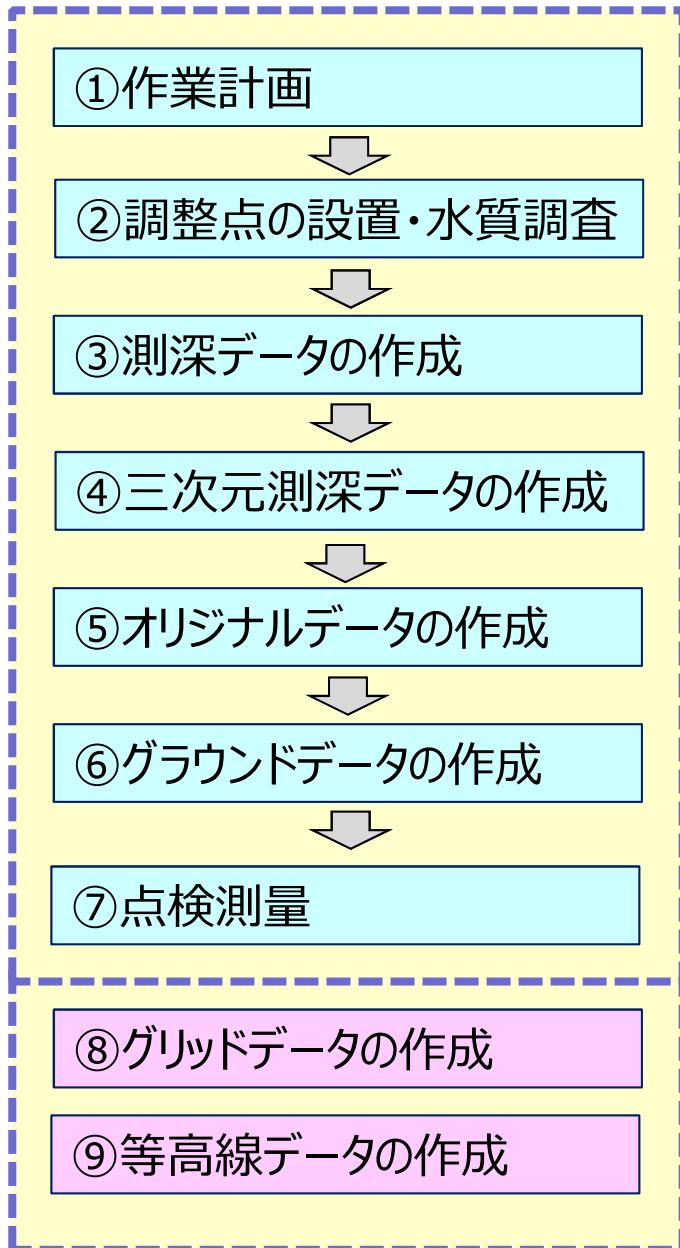 ①作業計画
②調整点の設置・水質調査
③測深データの作成
④三次元測深データの作成
⑤オリジナルデータの作成
⑥グラウンドデータの作成
⑦点検測量
⑧グリッドデータの作成
⑨等高線データの作成